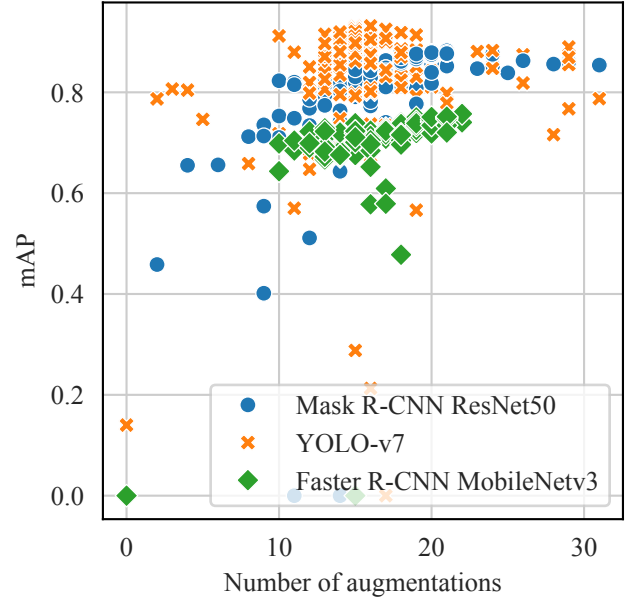 mAP
0.8
0.6
0.4
0.2
0.0
Mask R-CNN ResNet50
YOLO-v7
Faster R-CNN MobileNetv3
0 10 20 30
Number of augmentations